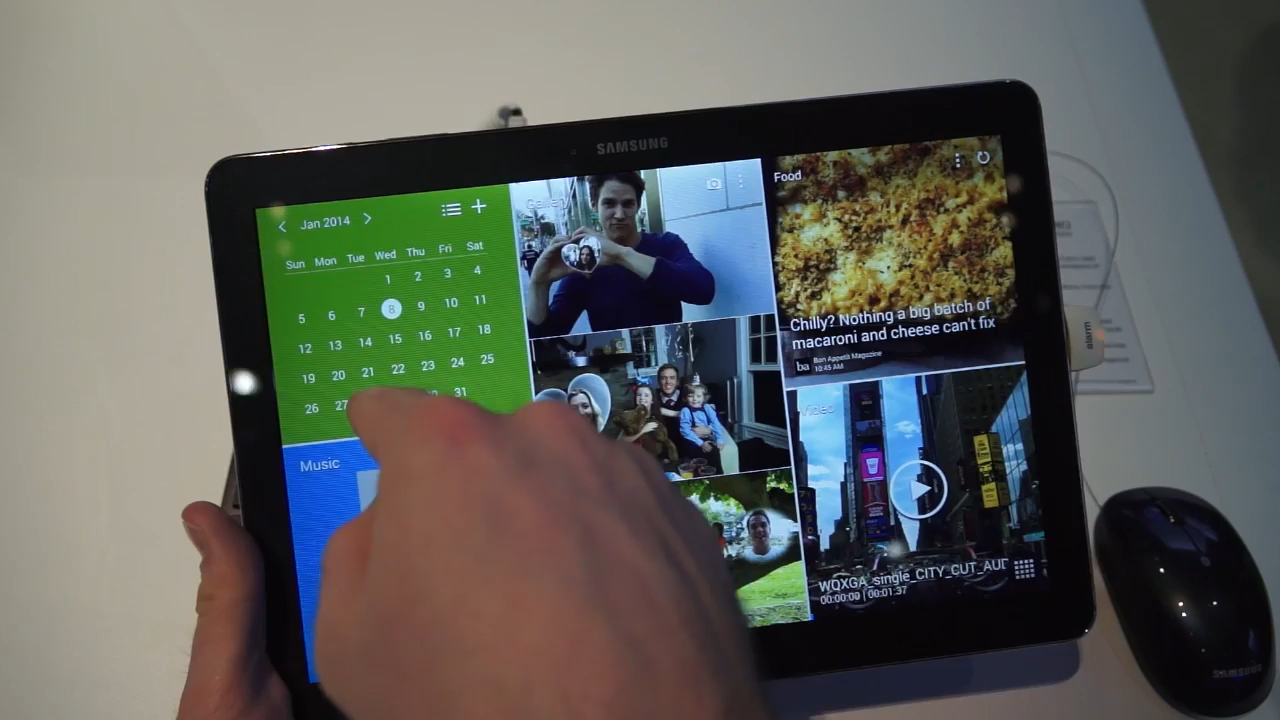 SAMSUNG
Jan 2014
Sun Mon Tue Wed Thu Fri Sat
1 2 3 4
5 6 7 8 9 10 11
12 13 14 15 16 17 18
19 20 21 22 23 24 25
26 27 31
Music
Gallery
Food
Chilly? Nothing a big batch of
macaroni and cheese can't fix
ba Bon Appetit Magazine
10:45 AM
Video
WQXGA_single_CITY_CUT_AUD
00:00:00 | 00:01:37
alarm
SAMSUNG